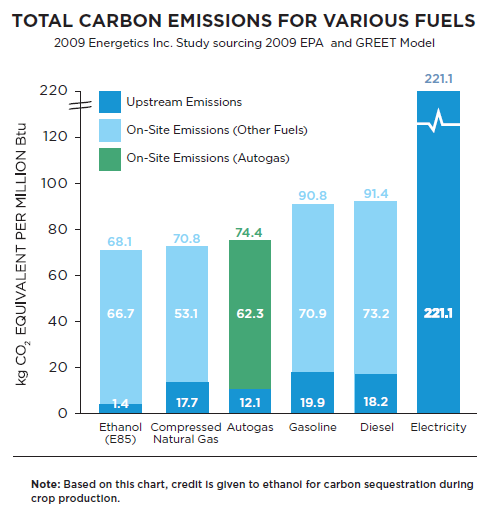 TOTAL CARBON EMISSIONS FOR VARIOUS FUELS
2009 Energetics Inc. Study sourcing 2009 EPA and GREET Model
kg CO₂ EQUIVALENT PER MILLION Btu
220
120
100
80
60
40
20
0
Upstream Emissions
On-Site Emissions (Other Fuels)
On-Site Emissions (Autogas)
68.1
70.8
74.4
90.8
91.4
221.1
66.7
53.1
62.3
70.9
73.2
221.1
1.4
17.7
12.1
19.9
18.2
Ethanol
(E85)
Compressed
Natural Gas
Autogas
Gasoline
Diesel
Electricity
Note: Based on this chart, credit is given to ethanol for carbon sequestration during
crop production.